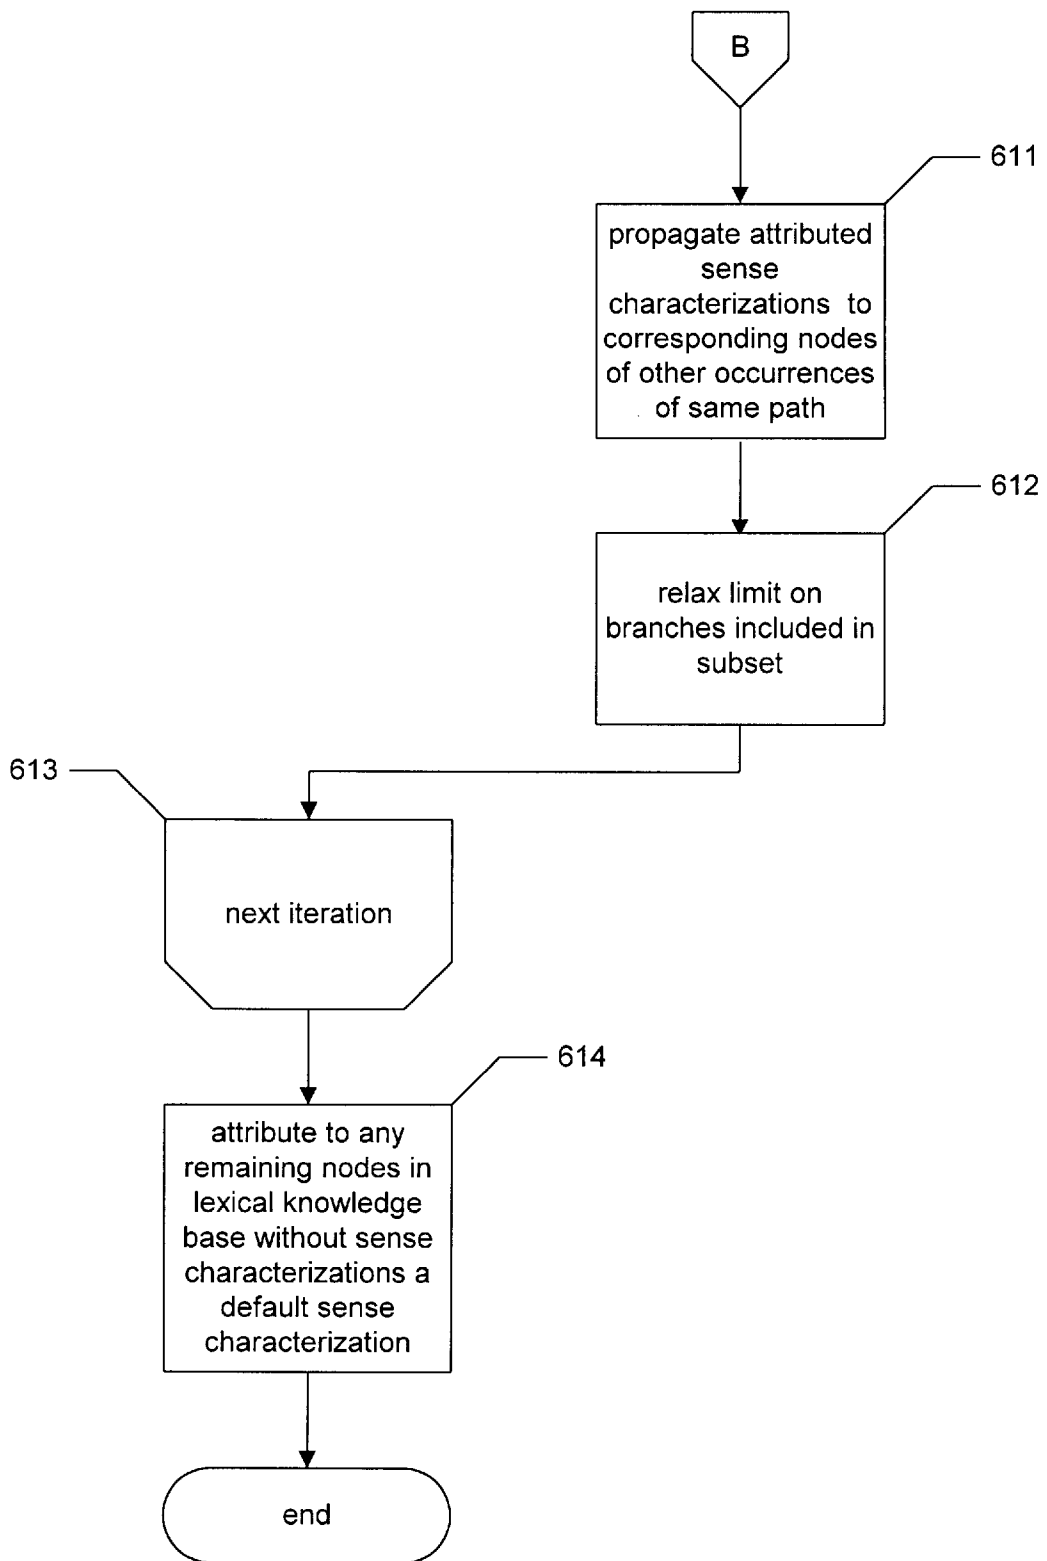 B
611
propagate attributed
sense
characterizations to
corresponding nodes
of other occurrences
of same path
612
relax limit on
branches included in
subset
613
next iteration
614
attribute to any
remaining nodes in
lexical knowledge
base without sense
characterizations a
default sense
characterization
end